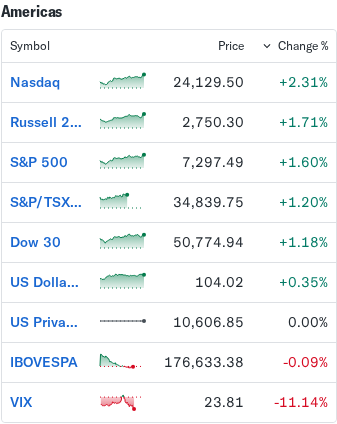 Americas
Symbol Price Change %
Nasdaq 24,129.50 +2.31%
Russell 2... 2,750.30 +1.71%
S&P 500 7,297.49 +1.60%
S&P/TSX... 34,839.75 +1.20%
Dow 30 50,774.94 +1.18%
US Dolla... 104.02 +0.35%
US Priva... 10,606.85 0.00%
IBOVESPA 176,633.38 -0.09%
VIX 23.81 -11.14%